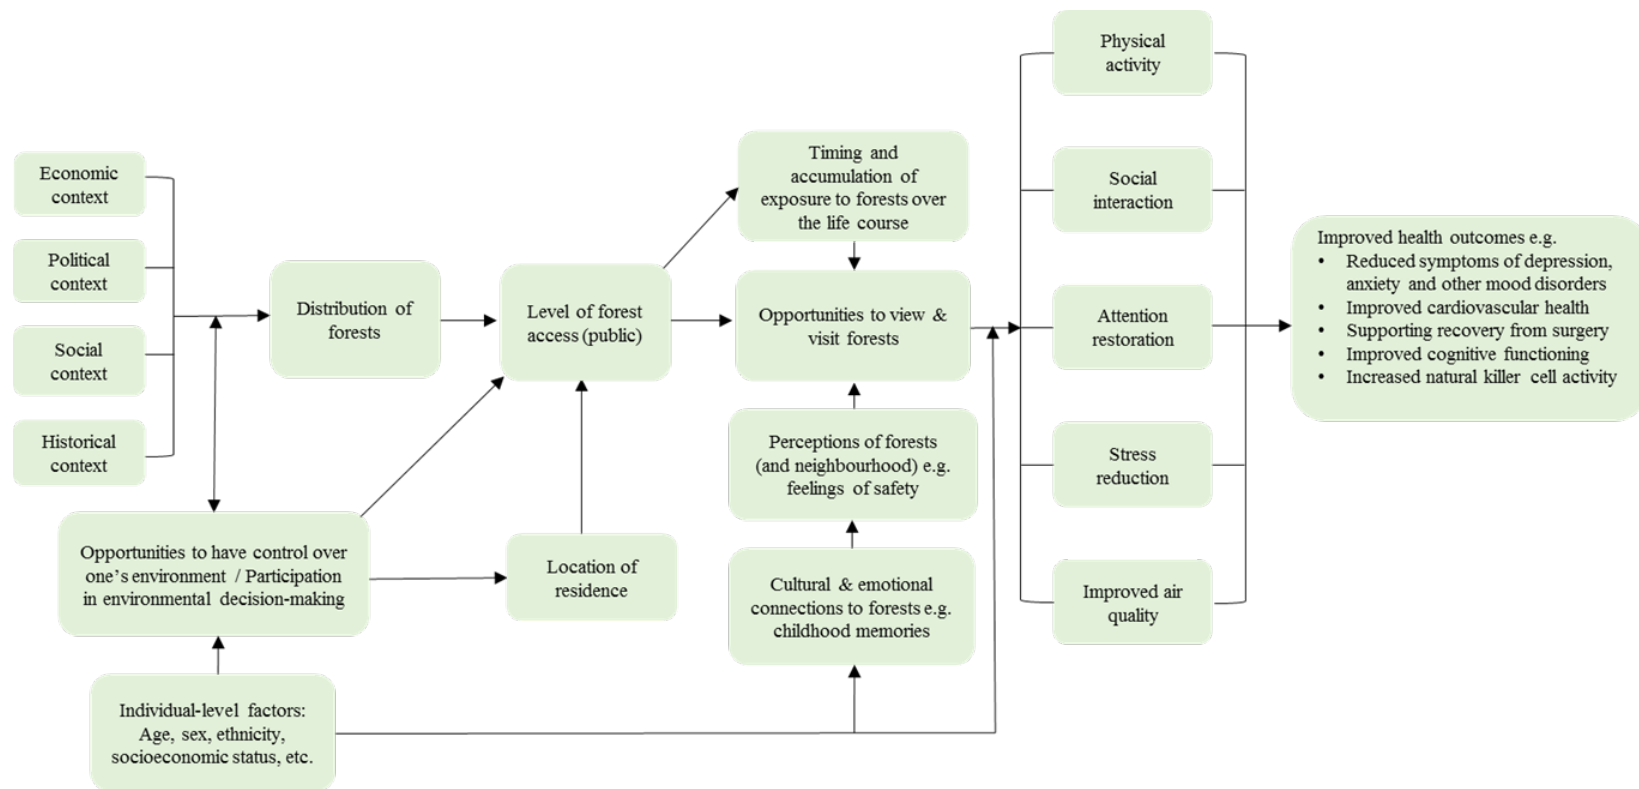 Economic
context
Political
context
Social
context
Historical
context
Opportunities to have control over
one's environment / Participation
in environmental decision-making
Individual-level factors:
Age, sex, ethnicity,
socioeconomic status, etc.
Distribution of
forests
Level of forest
access (public)
Location of
residence
Timing and
accumulation of
exposure to forests over
the life course
Opportunities to view &
visit forests
Perceptions of forests
(and neighbourhood) e.g.
feelings of safety
Cultural & emotional
connections to forests e.g.
childhood memories
Physical
activity
Social
interaction
Attention
restoration
Stress
reduction
Improved air
quality
Improved health outcomes e.g.
• Reduced symptoms of depression,
anxiety and other mood disorders
• Improved cardiovascular health
• Supporting recovery from surgery
• Improved cognitive functioning
• Increased natural killer cell activity